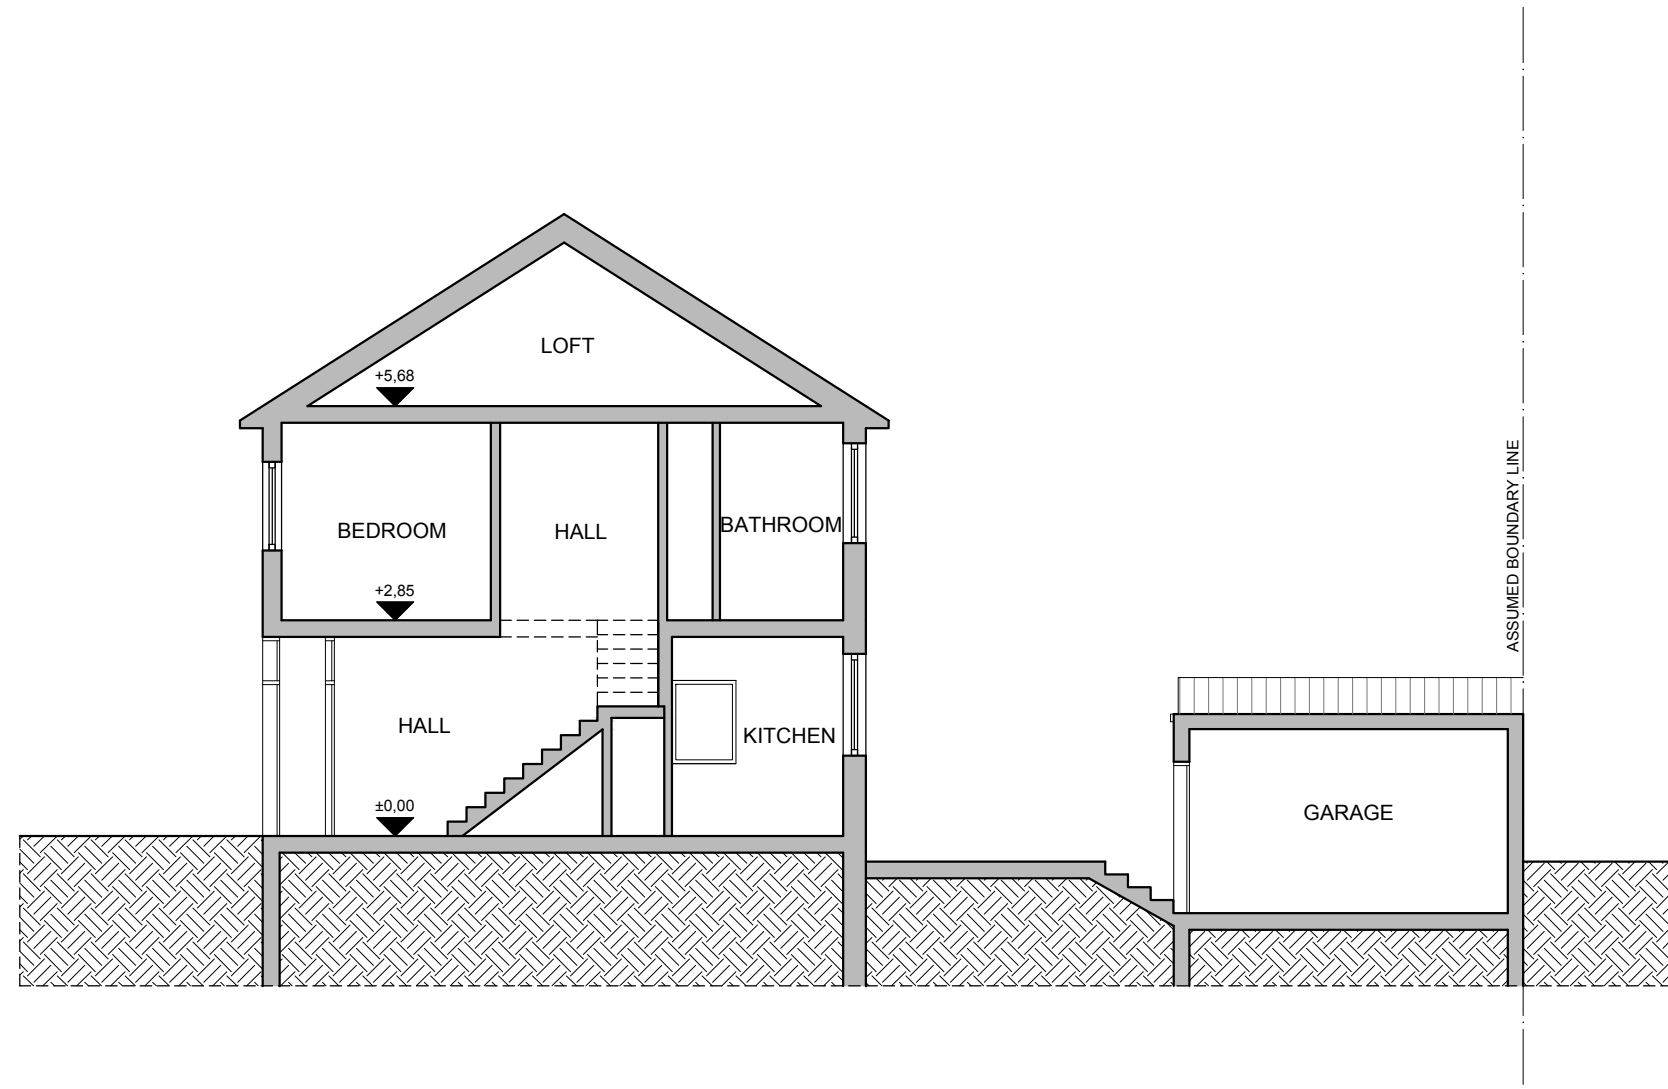 LOFT
+5,68
BEDROOM
HALL
BATHROOM
+2,85
HALL
KITCHEN
±0,00
GARAGE
ASSUMED BOUNDARY LINE